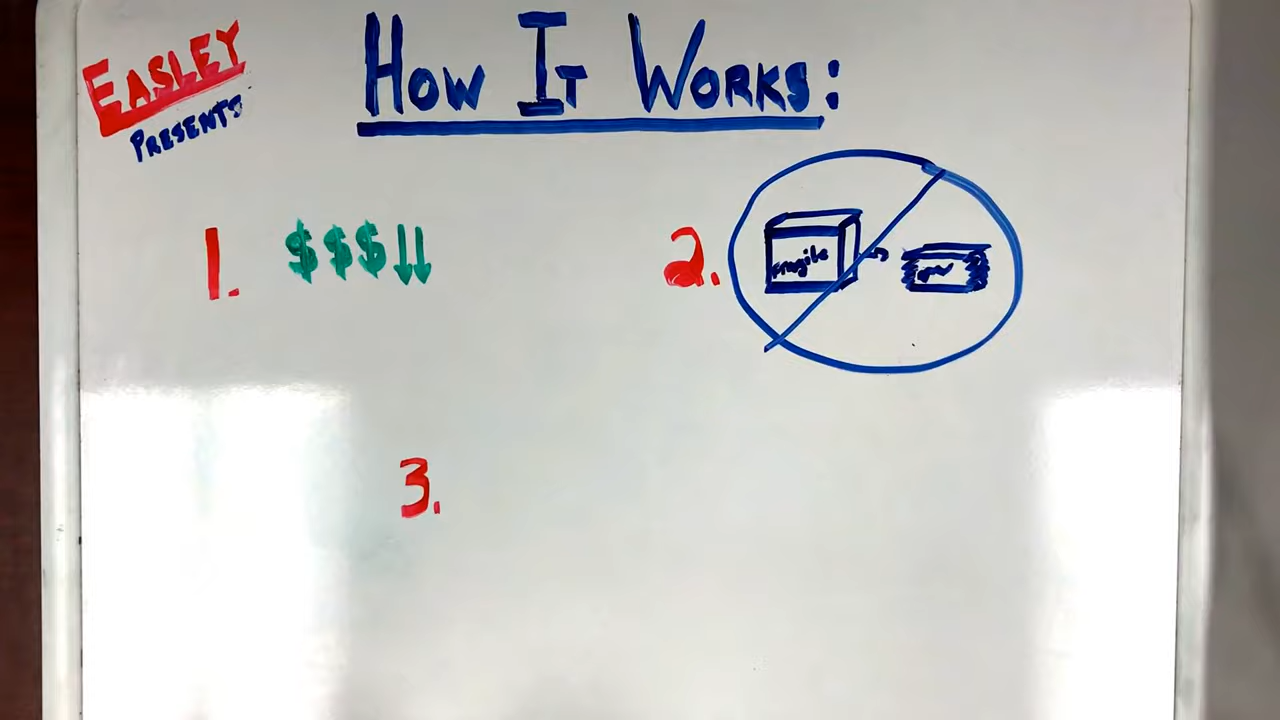 EASLEY
PRESENTS
HOW IT WORKS:
1. $$$↓↓
2.
Fragile
3.